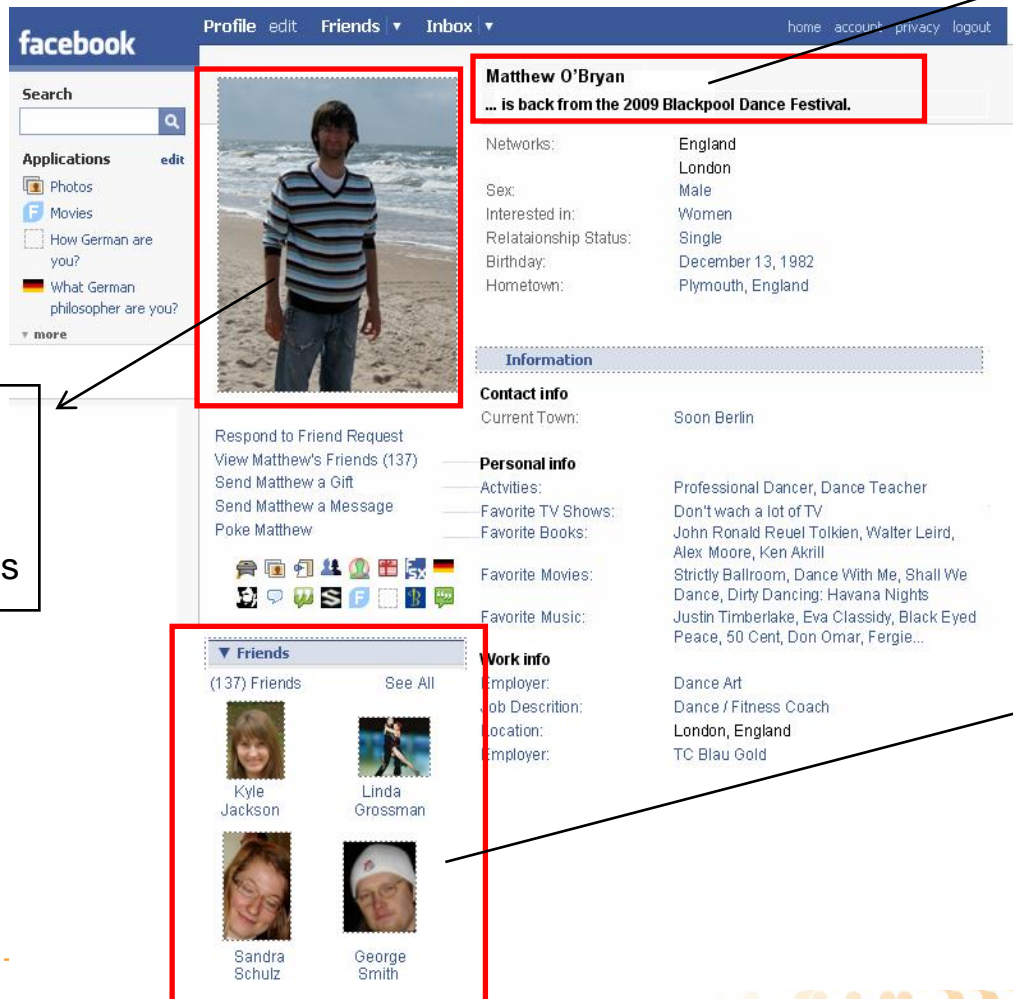 facebook
Profile edit Friends ▼ Inbox ▼
home account privacy logout
Search
Applications edit
Photos
Movies
How German are
you?
What German
philosopher are you?
▼ more
s
Matthew O'Bryan
... is back from the 2009 Blackpool Dance Festival.
Networks: England
London
Sex: Male
Interested in: Women
Relataionship Status: Single
Birthday: December 13, 1982
Hometown: Plymouth, England
Information
Contact info
Current Town: Soon Berlin
Respond to Friend Request
View Matthew's Friends (137)
Send Matthew a Gift
Send Matthew a Message
Poke Matthew
Personal info
Actvities: Professional Dancer, Dance Teacher
Favorite TV Shows: Don't wach a lot of TV
Favorite Books: John Ronald Reuel Tolkien, Walter Leird,
Alex Moore, Ken Akrill
Favorite Movies: Strictly Ballroom, Dance With Me, Shall We
Dance, Dirty Dancing: Havana Nights
Favorite Music: Justin Timberlake, Eva Classidy, Black Eyed
Peace, 50 Cent, Don Omar, Fergie...
Work info
Employer: Dance Art
Job Descrition: Dance / Fitness Coach
Location: London, England
Employer: TC Blau Gold
▼ Friends
(137) Friends See All
Kyle
Jackson
Linda
Grossman
Sandra
Schulz
George
Smith